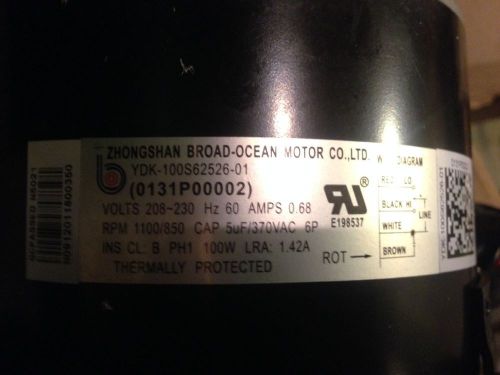 ZHONGSHAN BROAD-OCEAN MOTOR CO.,LTD.
YDK-100S62526-01
(0131P00002)
VOLTS 208~230 Hz 60 AMPS 0.68
RPM 1100/850 CAP 5uF/370VAC 6P
INS CL: B PH1 100W LRA: 1.42A
THERMALLY PROTECTED
E198537
ROT
DIAGRAM
LO
BLACK HI
LINE
WHITE
BROWN